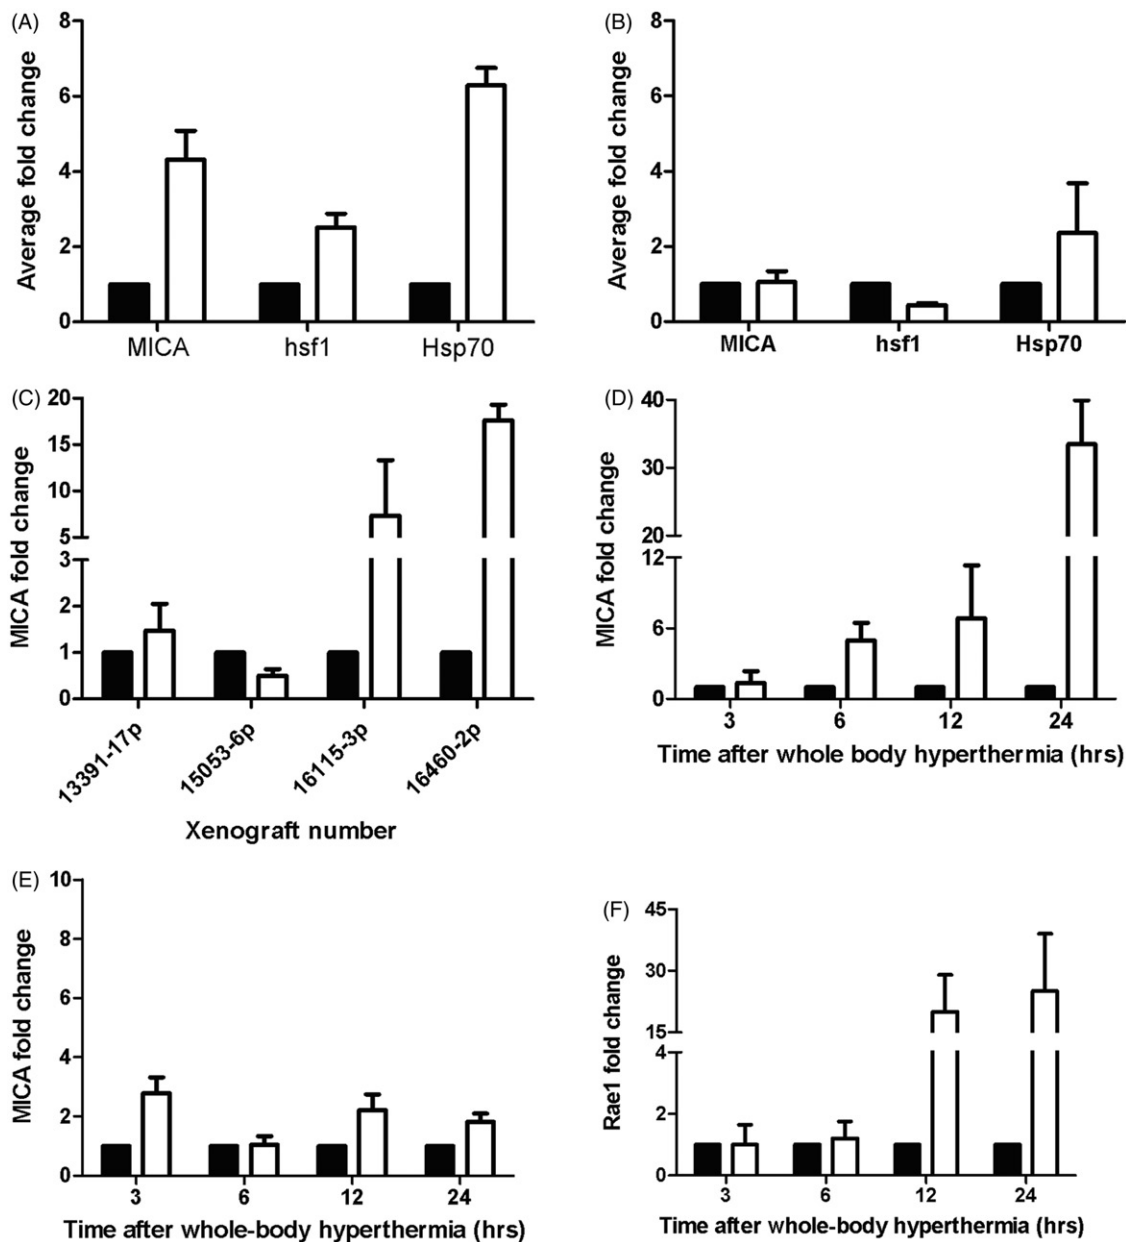 (A)
Average fold change
8
6
4
2
0
MICA hsf1 Hsp70
(B)
Average fold change
8
6
4
2
0
MICA hsf1 Hsp70
(C)
MICA fold change
20
15
10
5
3
2
1
0
13391-17p 15053-6p 16115-3p 16460-2p
Xenograft number
(D)
MICA fold change
40
30
20
12
6
0
3 6 12 24
Time after whole body hyperthermia (hrs)
(E)
MICA fold change
10
8
6
4
2
0
3 6 12 24
Time after whole-body hyperthermia (hrs)
(F)
Rae1 fold change
45
30
15
4
2
0
3 6 12 24
Time after whole-body hyperthermia (hrs)